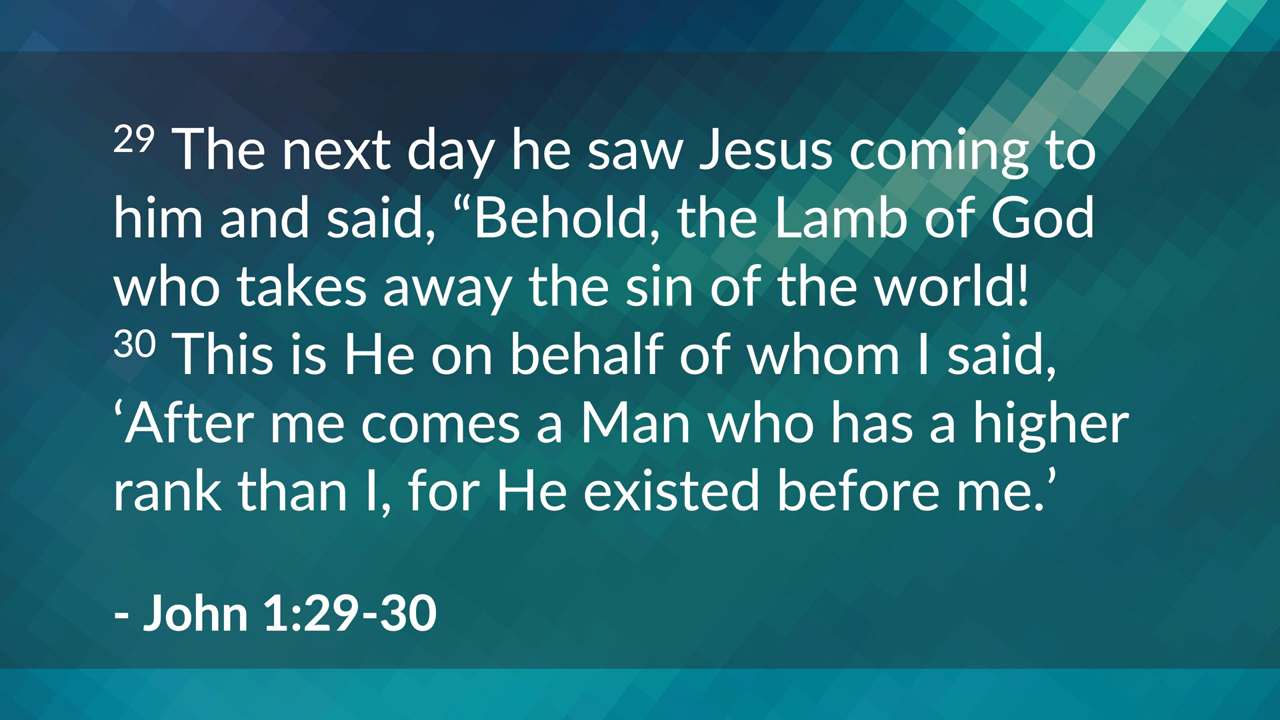 29 The next day he saw Jesus coming to
him and said, “Behold, the Lamb of God
who takes away the sin of the world!
30 This is He on behalf of whom I said,
‘After me comes a Man who has a higher
rank than I, for He existed before me.’
- John 1:29-30